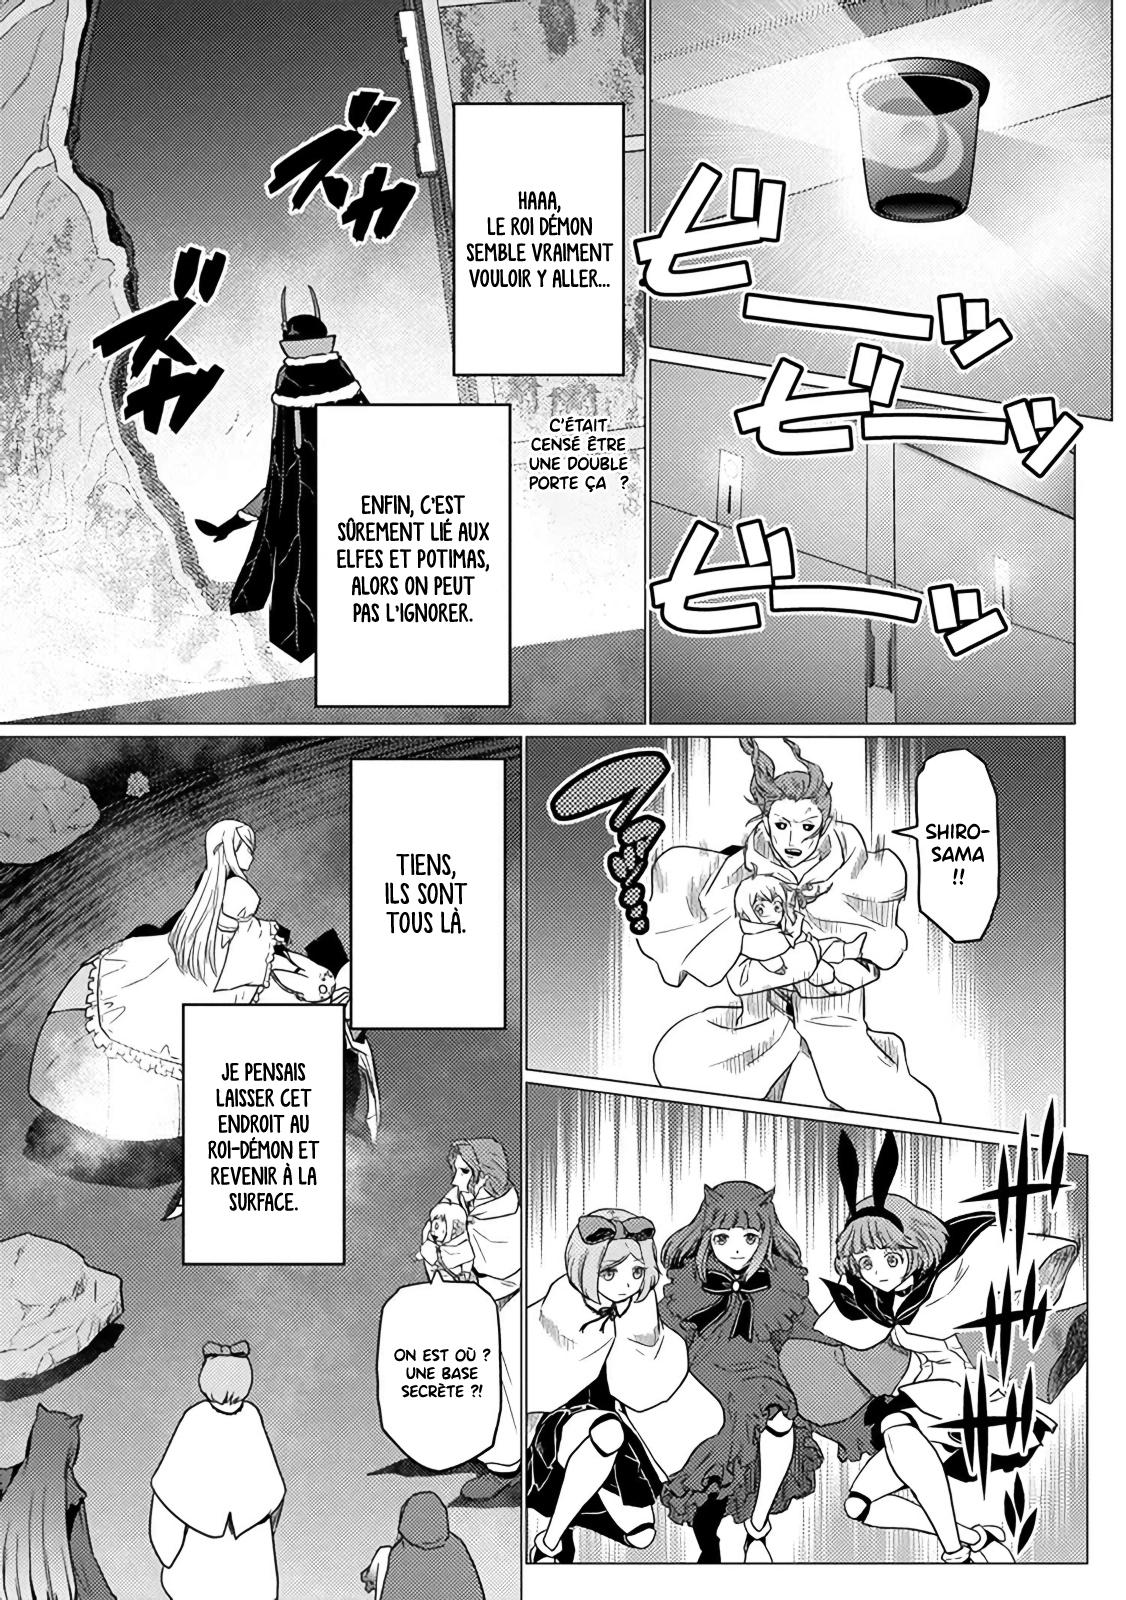 ビーッ
ビーッ
ビーッ
HAAA,
LE ROI DÉMON
SEMBLE VRAIMENT
VOULOIR Y ALLER...
ズカ
ズカ
C'ÉTAIT
CENSÉ ÊTRE
UNE DOUBLE
PORTE ÇA ?
ENFIN, C'EST
SÛREMENT LIÉ AUX
ELFES ET POTIMAS,
ALORS ON PEUT
PAS L'IGNORER.
SHIRO-
SAMA
!!
TIENS,
ILS SONT
TOUS LÀ.
JE PENSAIS
LAISSER CET
ENDROIT AU
ROI-DÉMON ET
REVENIR À LA
SURFACE.
ON EST OÙ ?
UNE BASE
SECRÈTE ?!